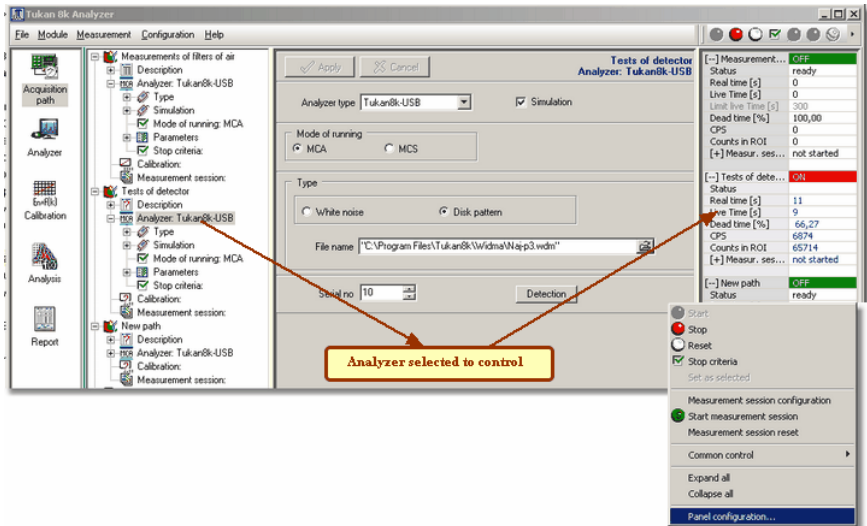 Tukan 8k Analyzer
File Module Measurement Configuration Help
Acquisition
path
Analyzer
E=f(k)
Calibration
Analysis
Report
Measurements of filters of air
Description
Analyzer: Tukan8k-USB
Type
Simulation
Mode of running: MCA
Parameters
Stop criteria:
Calibration:
Measurement session:
Tests of detector
Description
Analyzer: Tukan8k-USB
Type
Simulation
Mode of running: MCA
Parameters
Stop criteria:
Calibration:
Measurement session:
New path
Description
Analyzer: Tukan8k-USB
Calibration:
Measurement session:
Apply Cancel
Tests of detector
Analyzer: Tukan8k-USB
Analyzer type Tukan8k-USB Simulation
Mode of running
MCA MCS
Type
White noise Disk pattern
File name "C:\Program Files\Tukan8k\Widma\Naj-p3.wdm"
Serial no 10 Detection
Analyzer selected to control
[--] Measurement... OFF
Status ready
Real time [s] 0
Live Time [s] 0
Limit live Time [s] 300
Dead time [%] 100,00
CPS 0
Counts in ROI 0
[+] Measur. ses... not started
[--] Tests of dete... ON
Status
Real time [s] 11
Live Time [s] 9
Dead time [%] 66,27
CPS 6874
Counts in ROI 65714
[+] Measur. ses... not started
[--] New path OFF
Status ready
Start
Stop
Reset
Stop criteria
Set as selected
Measurement session configuration
Start measurement session
Measurement session reset
Common control
Expand all
Collapse all
Panel configuration...